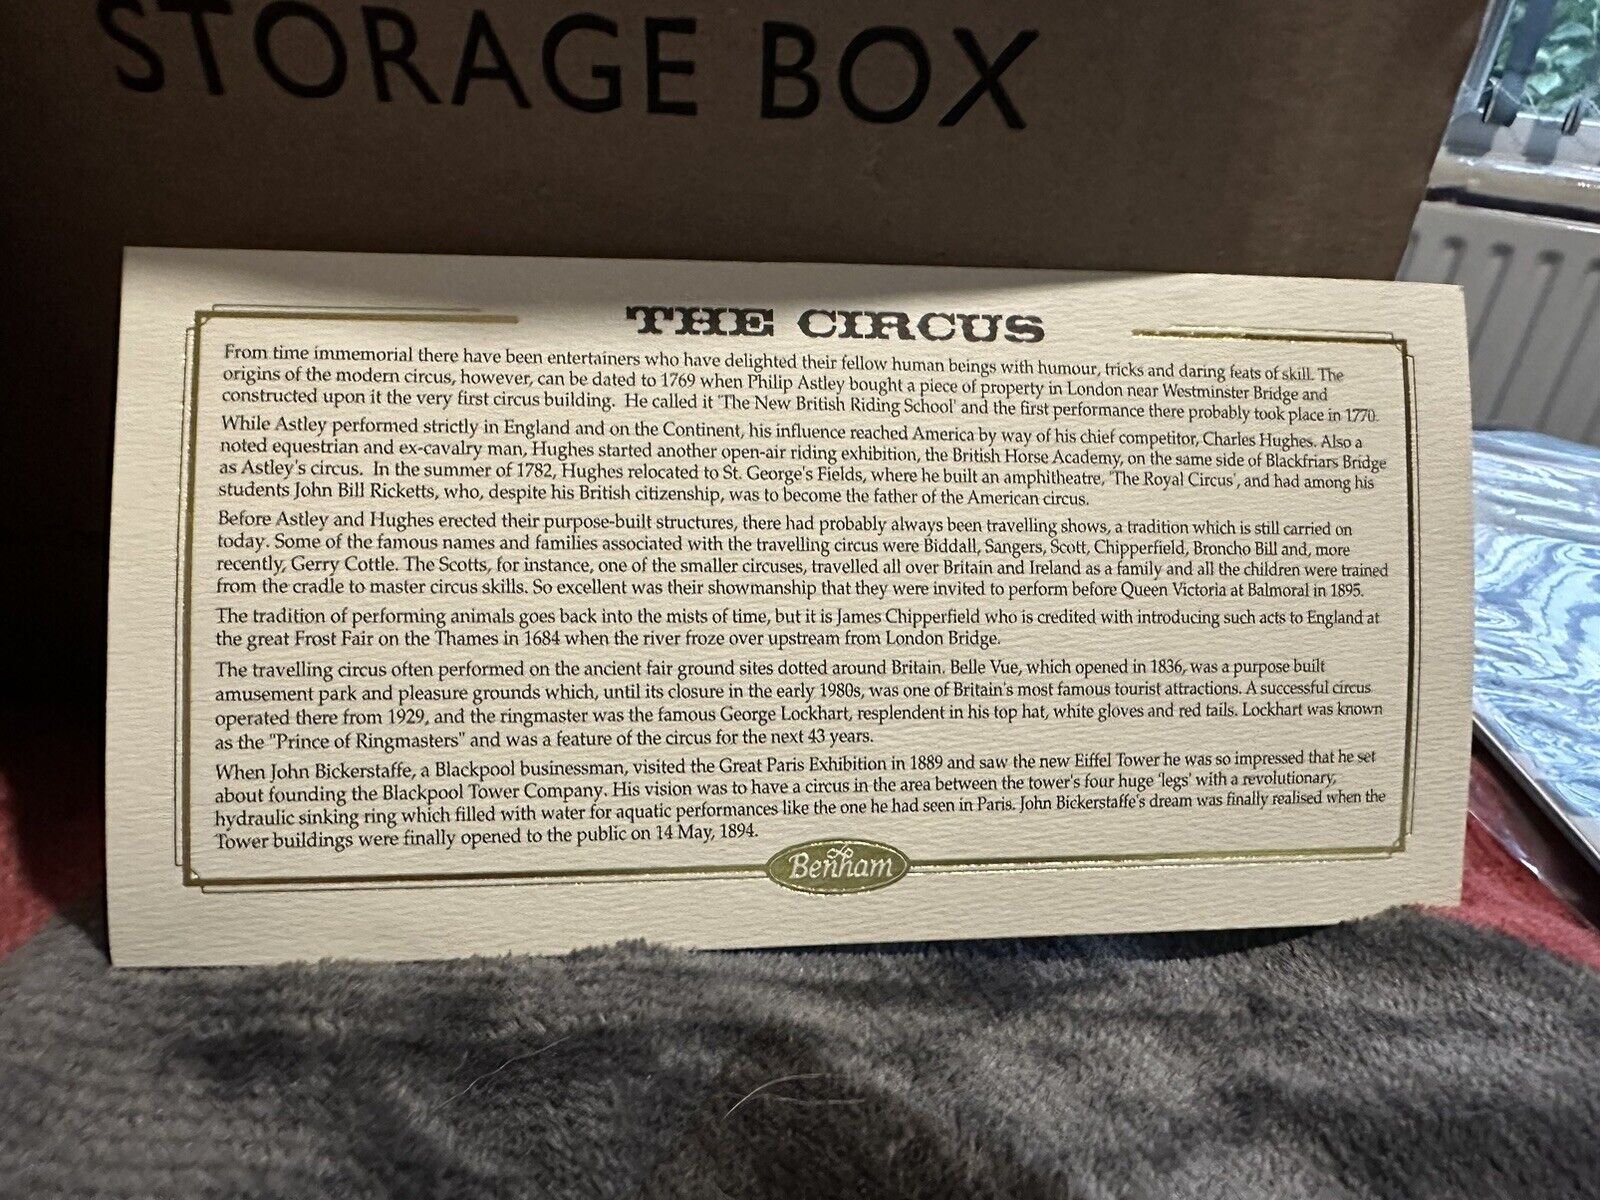 STORAGE BOX
THE CIRCUS
From time immemorial there have been entertainers who have delighted their fellow human beings with humour, tricks and daring feats of skill. The
origins of the modern circus, however, can be dated to 1769 when Philip Astley bought a piece of property in London near Westminster Bridge and
constructed upon it the very first circus building. He called it 'The New British Riding School' and the first performance there probably took place in 1770.
While Astley performed strictly in England and on the Continent, his influence reached America by way of his chief competitor, Charles Hughes. Also a
noted equestrian and ex-cavalry man, Hughes started another open-air riding exhibition, the British Horse Academy, on the same side of Blackfriars Bridge
as Astley's circus. In the summer of 1782, Hughes relocated to St. George's Fields, where he built an amphitheatre, 'The Royal Circus', and had among his
students John Bill Ricketts, who, despite his British citizenship, was to become the father of the American circus.
Before Astley and Hughes erected their purpose-built structures, there had probably always been travelling shows, a tradition which is still carried on
today. Some of the famous names and families associated with the travelling circus were Biddall, Sangers, Scott, Chipperfield, Broncho Bill and, more
recently, Gerry Cottle. The Scotts, for instance, one of the smaller circuses, travelled all over Britain and Ireland as a family and all the children were trained
from the cradle to master circus skills. So excellent was their showmanship that they were invited to perform before Queen Victoria at Balmoral in 1895.
The tradition of performing animals goes back into the mists of time, but it is James Chipperfield who is credited with introducing such acts to England at
the great Frost Fair on the Thames in 1684 when the river froze over upstream from London Bridge.
The travelling circus often performed on the ancient fair ground sites dotted around Britain. Belle Vue, which opened in 1836, was a purpose built
amusement park and pleasure grounds which, until its closure in the early 1980s, was one of Britain's most famous tourist attractions. A successful circus
operated there from 1929, and the ringmaster was the famous George Lockhart, resplendent in his top hat, white gloves and red tails. Lockhart was known
as the "Prince of Ringmasters" and was a feature of the circus for the next 43 years.
When John Bickerstaffe, a Blackpool businessman, visited the Great Paris Exhibition in 1889 and saw the new Eiffel Tower he was so impressed that he set
about founding the Blackpool Tower Company. His vision was to have a circus in the area between the tower's four huge 'legs' with a revolutionary,
hydraulic sinking ring which filled with water for aquatic performances like the one he had seen in Paris. John Bickerstaffe's dream was finally realised when the
Tower buildings were finally opened to the public on 14 May, 1894.
Benham